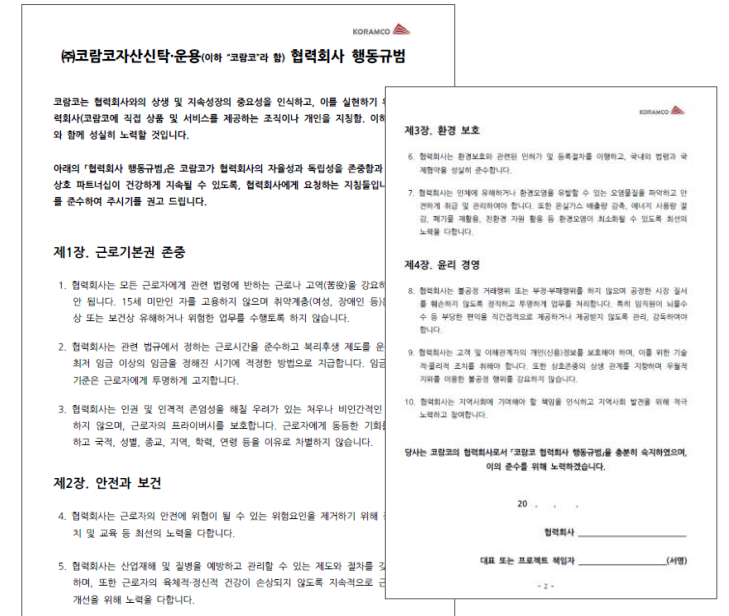 KORAMCO
㈜코람코자산신탁·운용(이하 “코람코”라 함) 협력회사 행동규범
코람코는 협력회사와의 상생 및 지속성장의 중요성을 인식하고, 이를 실현하기
력회사(코람코에 직접 상품 및 서비스를 제공하는 조직이나 개인을 지칭함. 이하
와 함께 성실히 노력할 것입니다.
아래의 「협력회사 행동규범」은 코람코가 협력회사의 자율성과 독립성을 존중함과
상호 파트너십이 건강하게 지속될 수 있도록, 협력회사에게 요청하는 지침들입니
를 준수하여 주시기를 권고 드립니다.
제1장. 근로기본권 존중
1. 협력회사는 모든 근로자에게 관련 법령에 반하는 근로나 고역(苦役)을 강요하
안 됩니다. 15세 미만인 자를 고용하지 않으며 취약계층(여성, 장애인 등)
상 또는 보건상 유해하거나 위험한 업무를 수행토록 하지 않습니다.
2. 협력회사는 관련 법규에서 정하는 근로시간을 준수하고 복리후생 제도를 운
최저 임금 이상의 임금을 정해진 시기에 적정한 방법으로 지급합니다. 임금
기준은 근로자에게 투명하게 고지합니다.
3. 협력회사는 인권 및 인격적 존엄성을 해칠 우려가 있는 처우나 비인간적인
하지 않으며, 근로자의 프라이버시를 보호합니다. 근로자에게 동등한 기회를
하고 국적, 성별, 종교, 지역, 학력, 연령 등을 이유로 차별하지 않습니다.
제2장. 안전과 보건
4. 협력회사는 근로자의 안전에 위협이 될 수 있는 위험요인을 제거하기 위해
치 및 교육 등 최선의 노력을 다합니다.
5. 협력회사는 산업재해 및 질병을 예방하고 관리할 수 있는 제도와 절차를 갖
하며, 또한 근로자의 육체적·정신적 건강이 손상되지 않도록 지속적으로 근
개선을 위해 노력을 다합니다.
KORAMCO
제3장. 환경 보호
6. 협력회사는 환경보호와 관련된 인허가 및 등록절차를 이행하고, 국내외 법령과 국
제협약을 성실히 준수합니다.
7. 협력회사는 인체에 유해하거나 환경오염을 유발할 수 있는 오염물질을 파악하고 안
전하게 취급 및 관리하여야 합니다. 또한 온실가스 배출량 감축, 에너지 사용량 절
감, 폐기물 재활용, 친환경 자원 활용 등 환경오염이 최소화될 수 있도록 최선의
노력을 다합니다.
제4장. 윤리 경영
8. 협력회사는 불공정 거래행위 또는 부정·부패행위를 하지 않으며 공정한 시장 질서
를 훼손하지 않도록 정직하고 투명하게 업무를 처리합니다. 특히 임직원이 뇌물수
수 등 부당한 편익을 직간접적으로 제공하거나 제공받지 않도록 관리, 감독하여야
합니다.
9. 협력회사는 고객 및 이해관계자의 개인(신용)정보를 보호해야 하며, 이를 위한 기술
적·물리적 조치를 취해야 합니다. 또한 상호존중의 상생 관계를 지향하며 우월적
지위를 이용한 불공정 행위를 강요하지 않습니다.
10. 협력회사는 지역사회에 기여해야 할 책임을 인식하고 지역사회 발전을 위해 적극
노력하고 참여합니다.
당사는 코람코의 협력회사로서 「코람코 협력회사 행동규범」을 충분히 숙지하였으며,
이의 준수를 위해 노력하겠습니다.
20 . . .
협력회사
대표 또는 프로젝트 책임자 (서명)
- 2 -